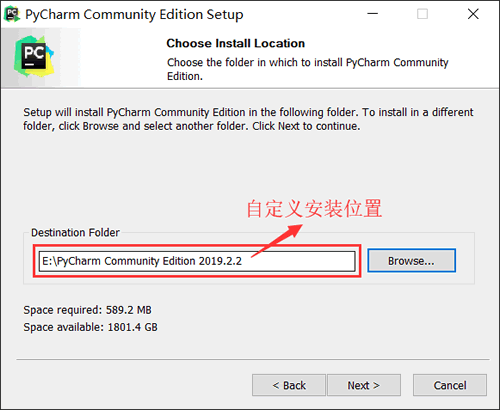 PyCharm Community Edition Setup
PC
Choose Install Location
Choose the folder in which to install PyCharm Community
Edition.
Setup will install PyCharm Community Edition in the following folder. To install in a different
folder, click Browse and select another folder. Click Next to continue.
自定义安装位置
Destination Folder
E:\PyCharm Community Edition 2019.2.2
Browse...
Space required: 589.2 MB
Space available: 1801.4 GB
< Back
Next >
Cancel